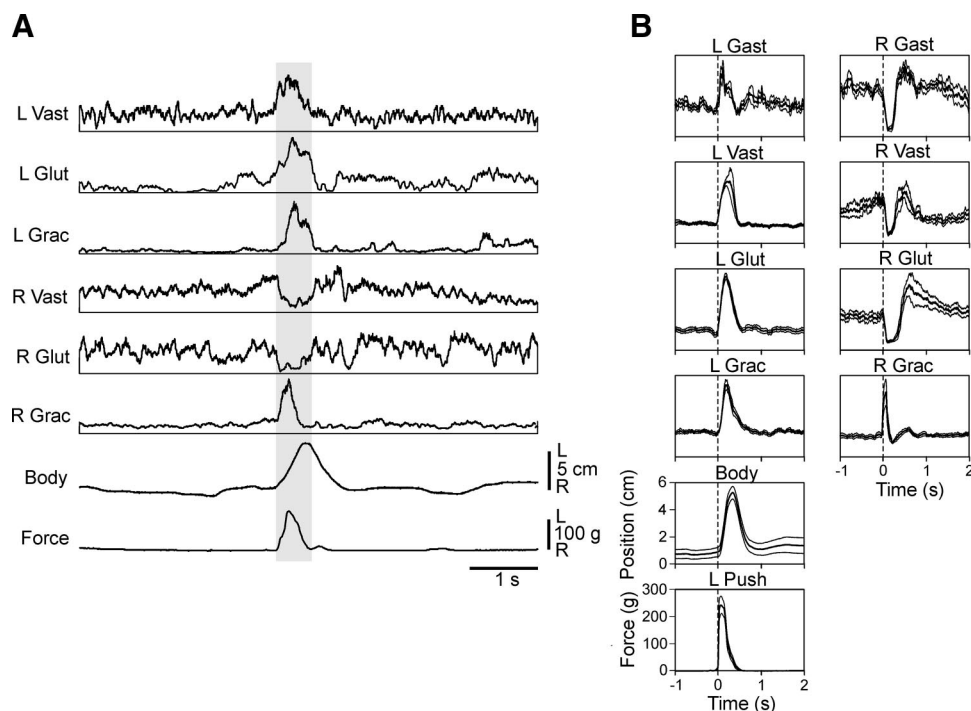 A
L Vast
L Glut
L Grac
R Vast
R Glut
R Grac
Body
Force
L
5 cm
R
L
100 g
R
1 s
B
L Gast
R Gast
L Vast
R Vast
L Glut
R Glut
L Grac
R Grac
-1 0 1 2
Time (s)
Body
Position (cm)
6
4
2
0
L Push
Force (g)
300
200
100
0
-1 0 1 2
Time (s)